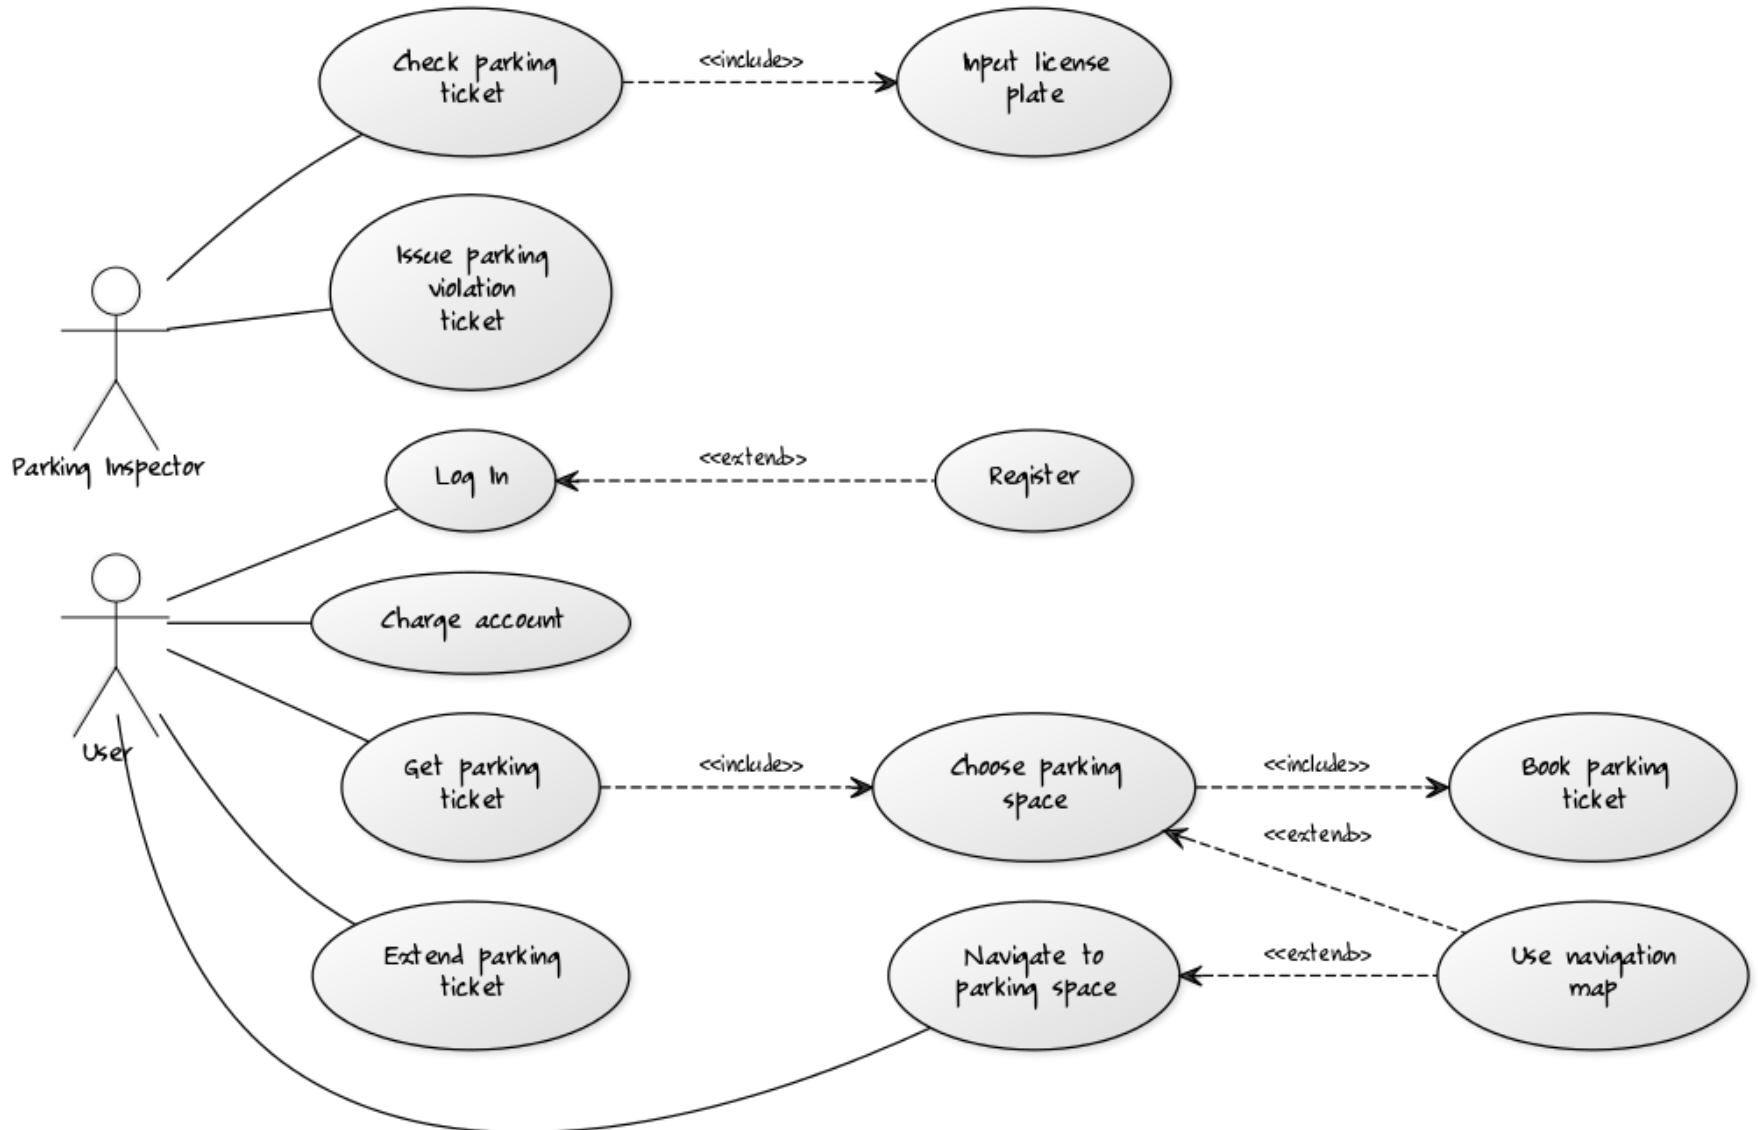 Check parking
ticket
<<include>>
Input license
plate
Issue parking
violation
ticket
Parking Inspector
Log In
<<extend>>
Register
Charge account
User
Get parking
ticket
<<include>>
Choose parking
space
<<include>>
Book parking
ticket
<<extend>>
Extend parking
ticket
Navigate to
parking space
<<extend>>
Use navigation
map